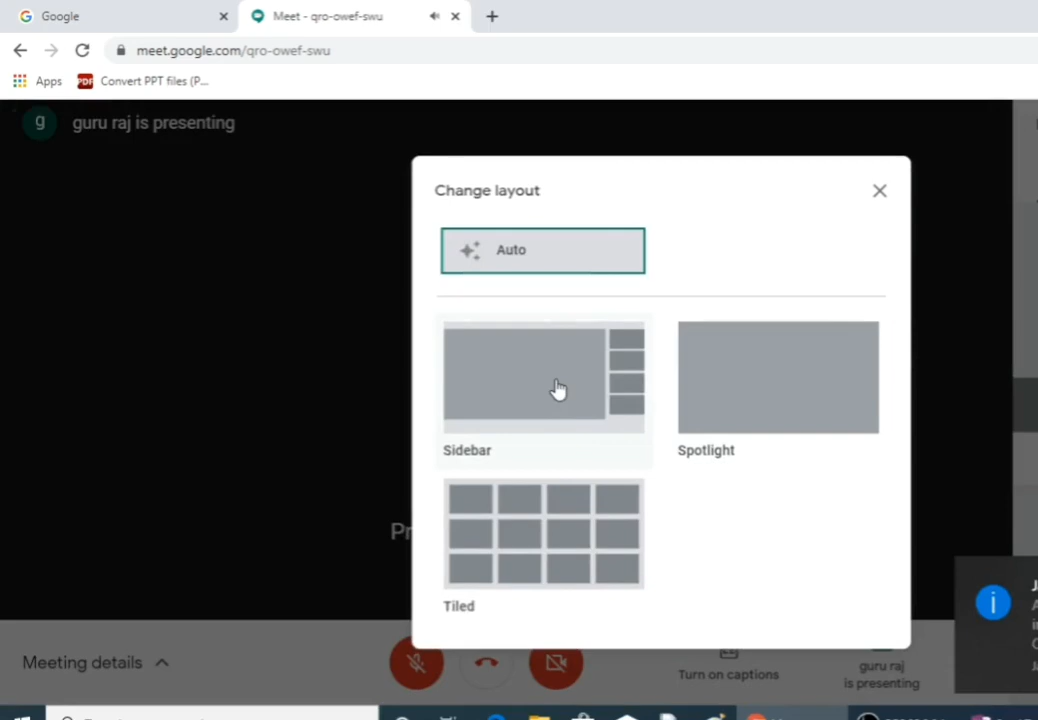 Google
Meet - qro-owef-swu
meet.google.com/qro-owef-swu
Apps
PDF
Convert PPT files (P...
g
guru raj is presenting
Change layout
Auto
Sidebar
Spotlight
Tiled
Meeting details
Turn on captions
guru raj
is presenting